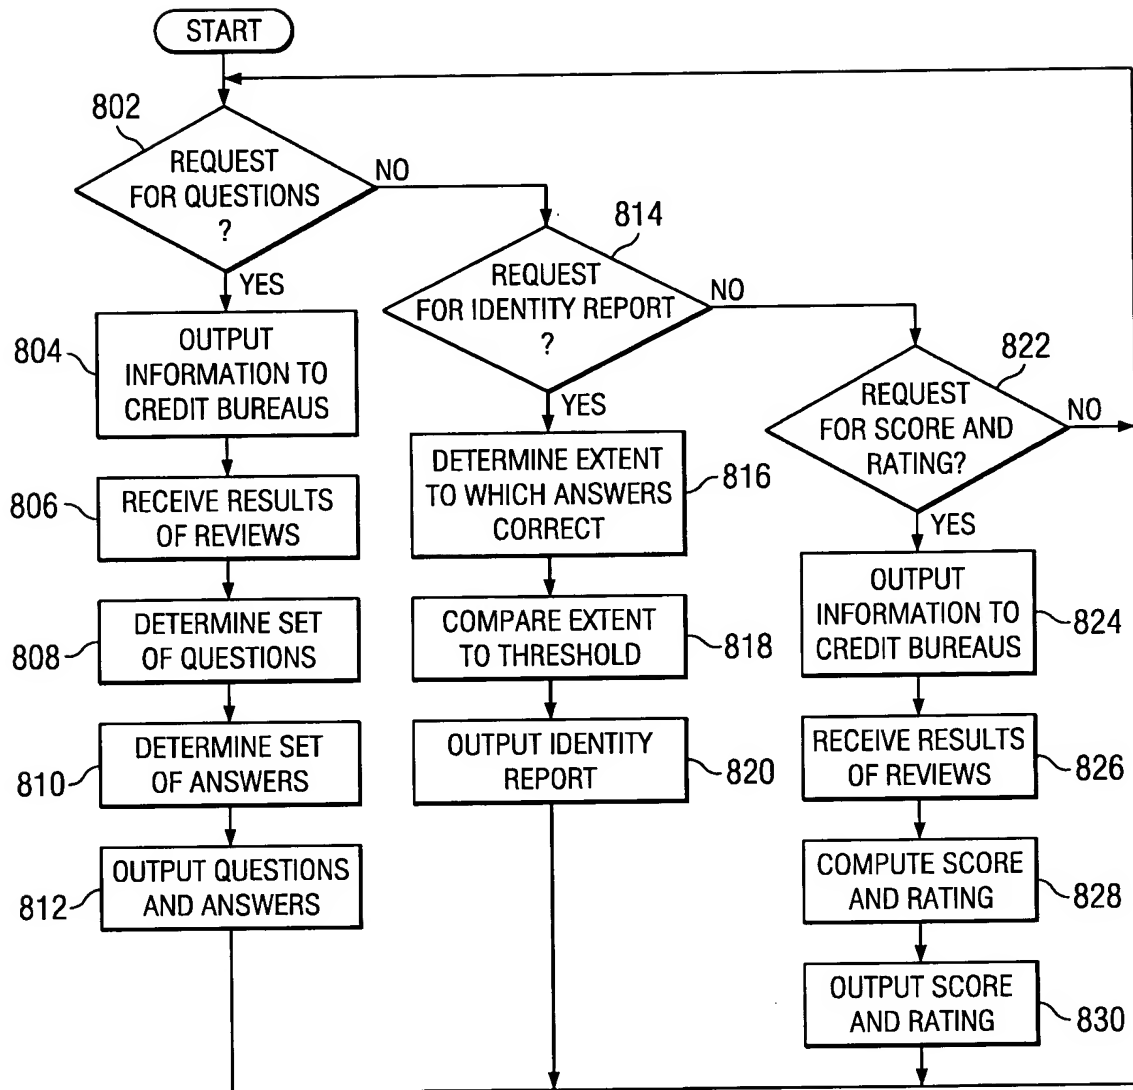 START
802
REQUEST
FOR QUESTIONS
?
NO
YES
804
OUTPUT
INFORMATION TO
CREDIT BUREAUS
806
RECEIVE RESULTS
OF REVIEWS
808
DETERMINE SET
OF QUESTIONS
810
DETERMINE SET
OF ANSWERS
812
OUTPUT QUESTIONS
AND ANSWERS
814
REQUEST
FOR IDENTITY REPORT
?
NO
YES
DETERMINE EXTENT
TO WHICH ANSWERS
CORRECT
816
COMPARE EXTENT
TO THRESHOLD
818
OUTPUT IDENTITY
REPORT
820
822
REQUEST
FOR SCORE AND
RATING?
NO
YES
OUTPUT
INFORMATION TO
CREDIT BUREAUS
824
RECEIVE RESULTS
OF REVIEWS
826
COMPUTE SCORE
AND RATING
828
OUTPUT SCORE
AND RATING
830